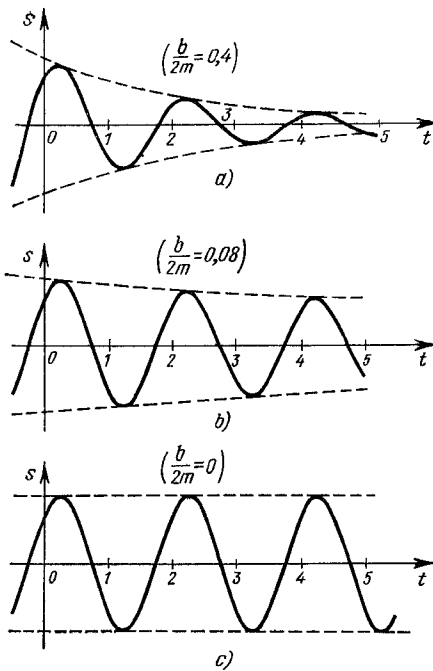 S
(b/2m = 0,4)
0 1 2 3 4 5 t
a)
s
(b/2m = 0,08)
0 1 2 3 4 5 t
b)
s
(b/2m = 0)
0 1 2 3 4 5 t
c)